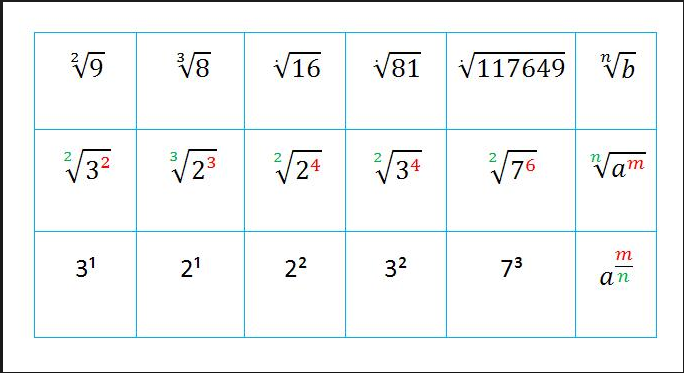 ²√9 ³√8 √16 √81 √117649 ⁿ√b
²√3² ³√2³ ²√2⁴ ²√3⁴ ²√7⁶ ⁿ√aᵐ
3¹ 2¹ 2² 3² 7³ a^(m/n)